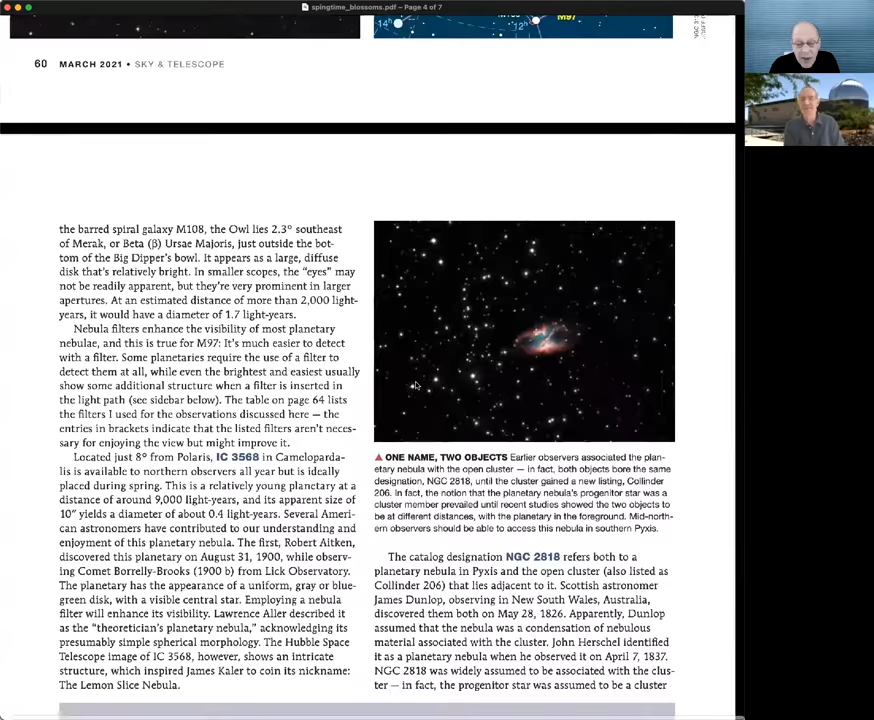 spingtime_blossoms.pdf – Page 4 of 7
14h
12h
M97
60 MARCH 2021 • SKY & TELESCOPE
the barred spiral galaxy M108, the Owl lies 2.3° southeast
of Merak, or Beta (β) Ursae Majoris, just outside the bot-
tom of the Big Dipper's bowl. It appears as a large, diffuse
disk that's relatively bright. In smaller scopes, the "eyes" may
not be readily apparent, but they're very prominent in larger
apertures. At an estimated distance of more than 2,000 light-
years, it would have a diameter of 1.7 light-years.
Nebula filters enhance the visibility of most planetary
nebulae, and this is true for M97: It's much easier to detect
with a filter. Some planetaries require the use of a filter to
detect them at all, while even the brightest and easiest usually
show some additional structure when a filter is inserted in
the light path (see sidebar below). The table on page 64 lists
the filters I used for the observations discussed here — the
entries in brackets indicate that the listed filters aren't neces-
sary for enjoying the view but might improve it.
Located just 8° from Polaris, IC 3568 in Cameloparda-
lis is available to northern observers all year but is ideally
placed during spring. This is a relatively young planetary at a
distance of around 9,000 light-years, and its apparent size of
10″ yields a diameter of about 0.4 light-years. Several Ameri-
can astronomers have contributed to our understanding and
enjoyment of this planetary nebula. The first, Robert Aitken,
discovered this planetary on August 31, 1900, while observ-
ing Comet Borrelly-Brooks (1900 b) from Lick Observatory.
The planetary has the appearance of a uniform, gray or blue-
green disk, with a visible central star. Employing a nebula
filter will enhance its visibility. Lawrence Aller described it
as the "theoretician's planetary nebula," acknowledging its
presumably simple spherical morphology. The Hubble Space
Telescope image of IC 3568, however, shows an intricate
structure, which inspired James Kaler to coin its nickname:
The Lemon Slice Nebula.
▲ ONE NAME, TWO OBJECTS Earlier observers associated the plan-
etary nebula with the open cluster — in fact, both objects bore the same
designation, NGC 2818, until the cluster gained a new listing, Collinder
206. In fact, the notion that the planetary nebula's progenitor star was a
cluster member prevailed until recent studies showed the two objects to
be at different distances, with the planetary in the foreground. Mid-north-
ern observers should be able to access this nebula in southern Pyxis.
The catalog designation NGC 2818 refers both to a
planetary nebula in Pyxis and the open cluster (also listed as
Collinder 206) that lies adjacent to it. Scottish astronomer
James Dunlop, observing in New South Wales, Australia,
discovered them both on May 28, 1826. Apparently, Dunlop
assumed that the nebula was a condensation of nebulous
material associated with the cluster. John Herschel identified
it as a planetary nebula when he observed it on April 7, 1837.
NGC 2818 was widely assumed to be associated with the clus-
ter — in fact, the progenitor star was assumed to be a cluster